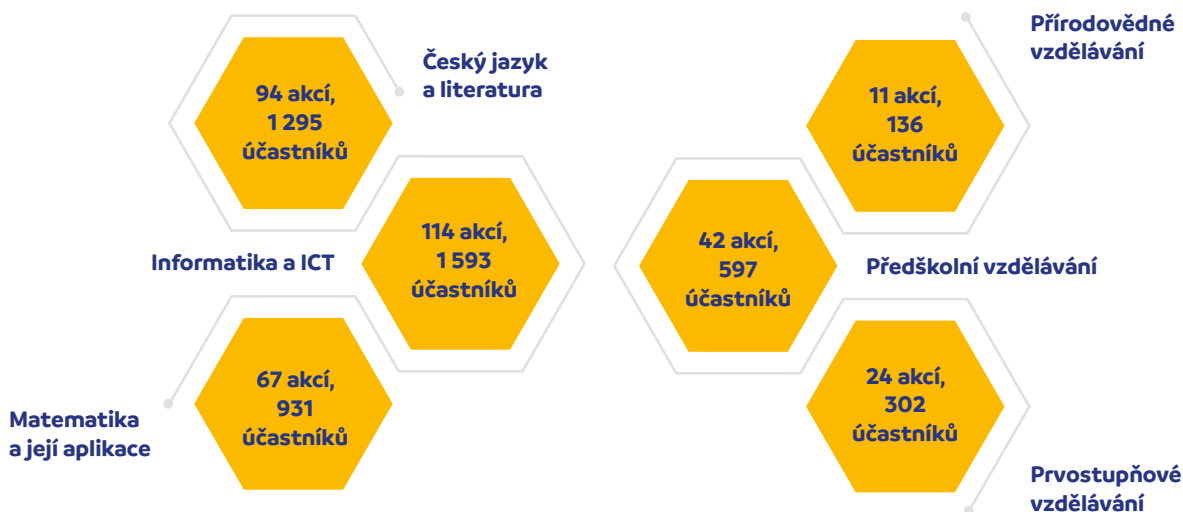 Český jazyk
a literatura
94 akcí,
1 295
účastníků
Informatika a ICT
114 akcí,
1 593
účastníků
Matematika
a její aplikace
67 akcí,
931
účastníků
Přírodovědné
vzdělávání
11 akcí,
136
účastníků
42 akcí,
597
účastníků
Předškolní vzdělávání
24 akcí,
302
účastníků
Prvostupňové
vzdělávání